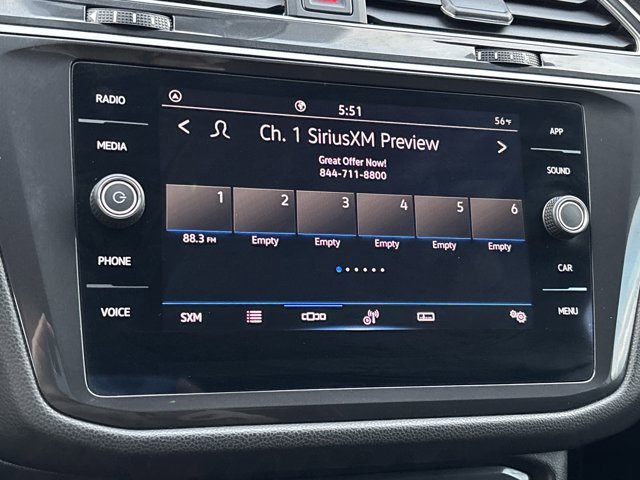 5:51
56°F
RADIO
APP
Ch. 1 SiriusXM Preview
MEDIA
Great Offer Now!
844-711-8800
SOUND
1 2 3 4 5 6
88.3 FM Empty Empty Empty Empty Empty
PHONE
CAR
VOICE
SXM
MENU